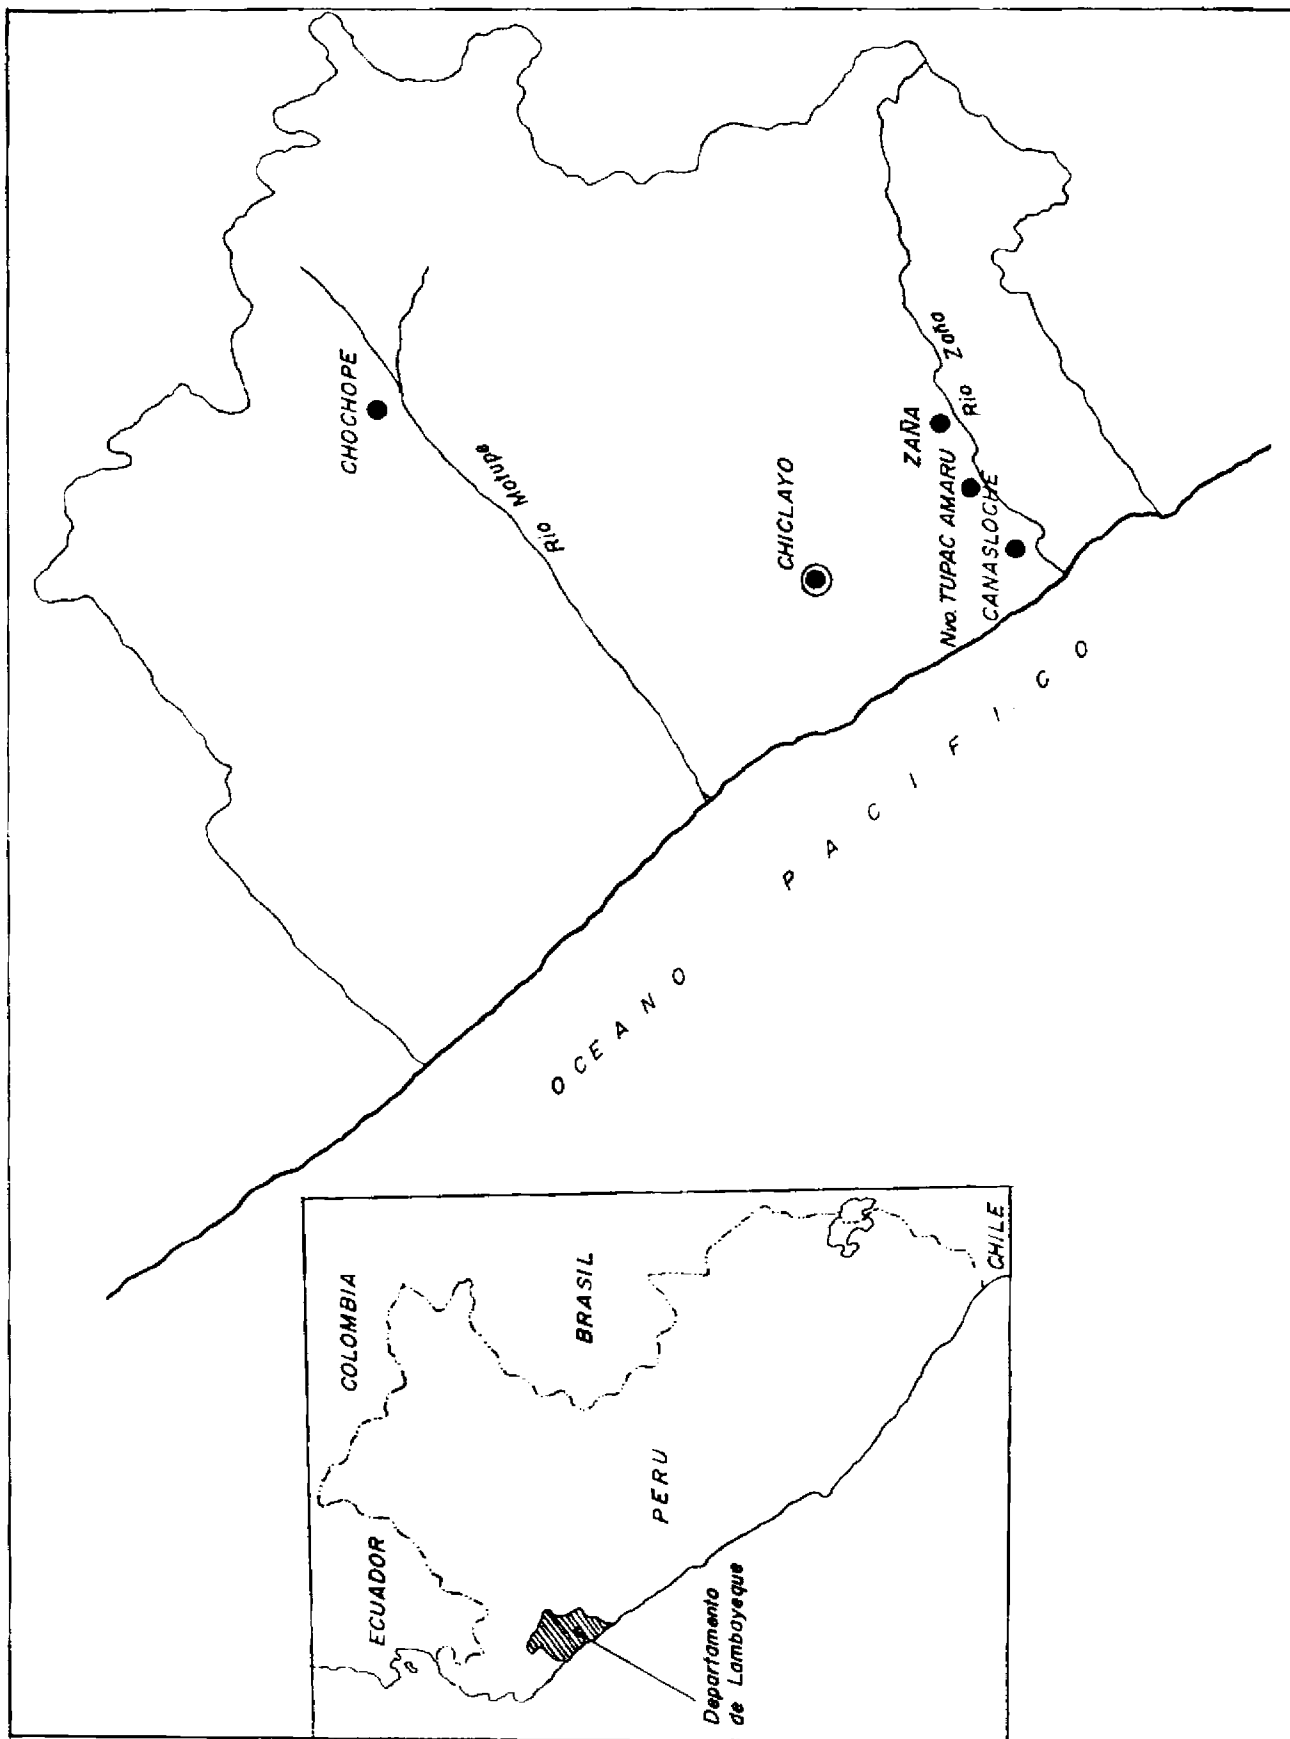 CHOCHOPE
Rio Motupe
CHICLAYO
ZAÑA
Rio Zaña
Nvo. TUPAC AMARU
CANASLOCHE
OCEANO PACIFICO
COLOMBIA
ECUADOR
BRASIL
PERU
CHILE
Departamento
de Lambayeque